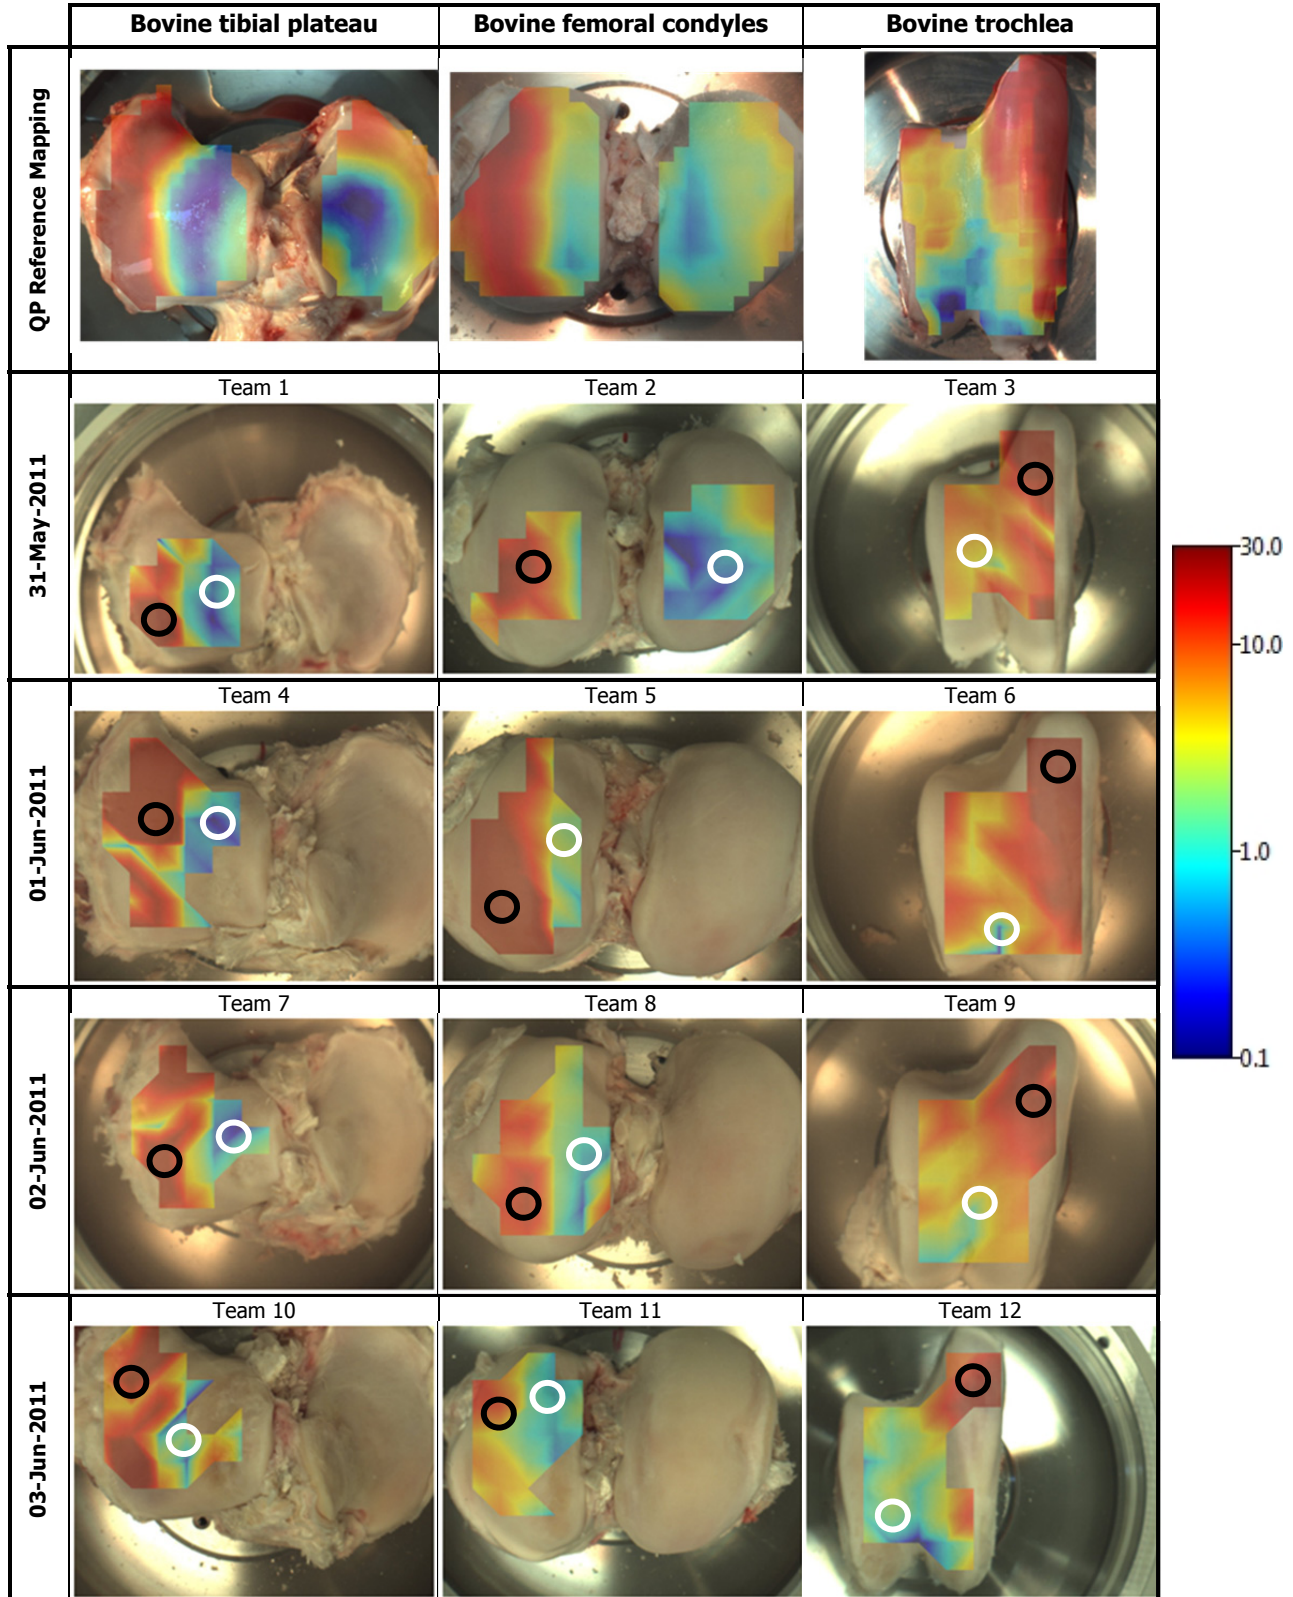 Bovine tibial plateau
Bovine femoral condyles
Bovine trochlea
QP Reference Mapping
31-May-2011
Team 1
Team 2
Team 3
01-Jun-2011
Team 4
Team 5
Team 6
02-Jun-2011
Team 7
Team 8
Team 9
03-Jun-2011
Team 10
Team 11
Team 12
30.0
10.0
1.0
0.1